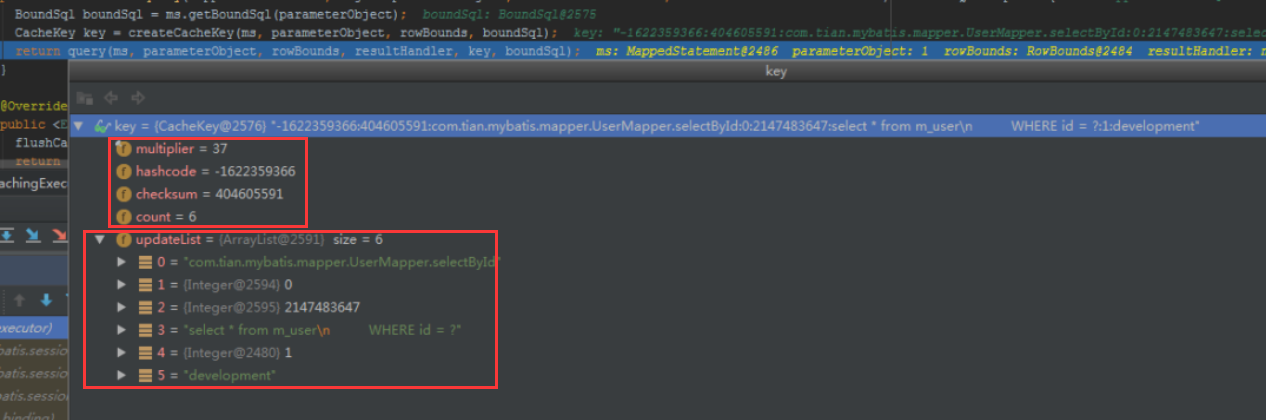 BoundSql boundSql = ms.getBoundSql(parameterObject); boundSql: BoundSql@2575
CacheKey key = createCacheKey(ms, parameterObject, rowBounds, boundSql); key: "-1622359366:404605591:com.tian.mybatis.mapper.UserMapper.selectById:0:2147483647:selec
return query(ms, parameterObject, rowBounds, resultHandler, key, boundSql); ms: MappedStatement@2486 parameterObject: 1 rowBounds: RowBounds@2484 resultHandler: n
}
key
@Override
public <E
key = {CacheKey@2576} "-1622359366:404605591:com.tian.mybatis.mapper.UserMapper.selectById:0:2147483647:select * from m_user\n WHERE id = ?:1:development"
flushCa
multiplier = 37
return
hashcode = -1622359366
achingExec
checksum = 404605591
count = 6
updateList = {ArrayList@2591} size = 6
0 = "com.tian.mybatis.mapper.UserMapper.selectById"
1 = {Integer@2594} 0
2 = {Integer@2595} 2147483647
3 = "select * from m_user\n WHERE id = ?"
executor)
4 = {Integer@2480} 1
batis.sessio
5 = "development"
batis.sessio
batis.sessio
binding)